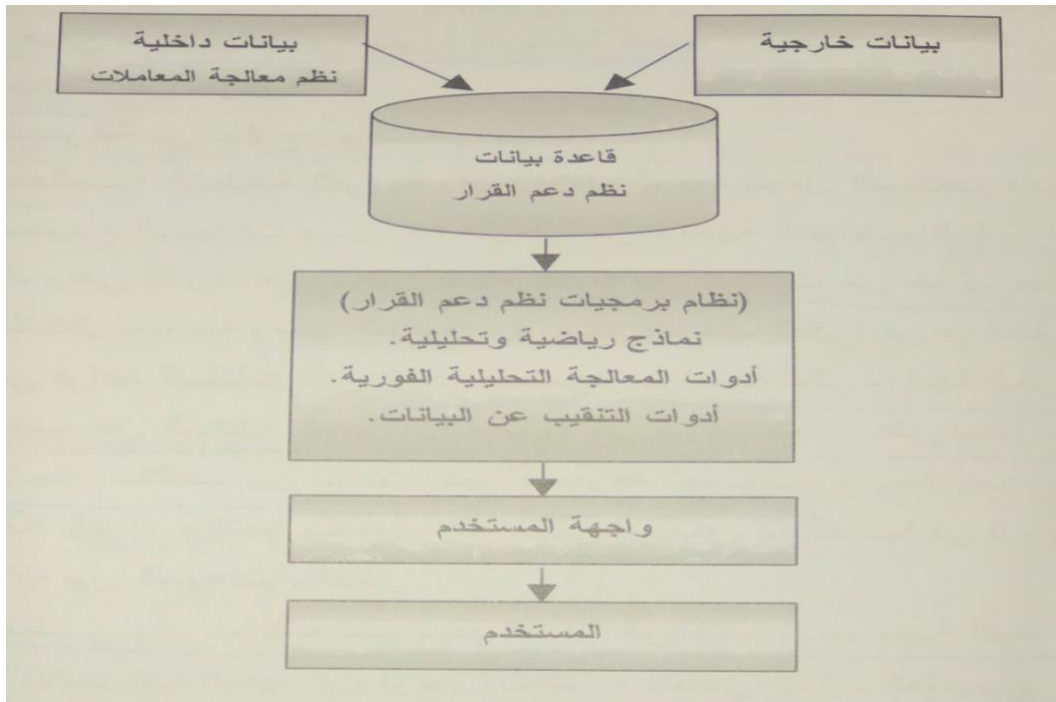 بيانات خارجية
بيانات داخلية
نظم معالجة المعاملات
قاعدة بيانات
نظم دعم القرار
(نظام برمجيات نظم دعم القرار)
نماذج رياضية وتحليلية.
أدوات المعالجة التحليلية الفورية.
أدوات التنقيب عن البيانات.
واجهة المستخدم
المستخدم